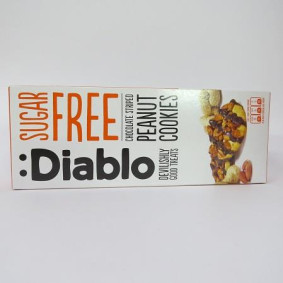 SUGAR
FREE
:Diablo
CHOCOLATE STRIPED
PEANUT
COOKIES
DEVILISHLY
GOOD TREATS